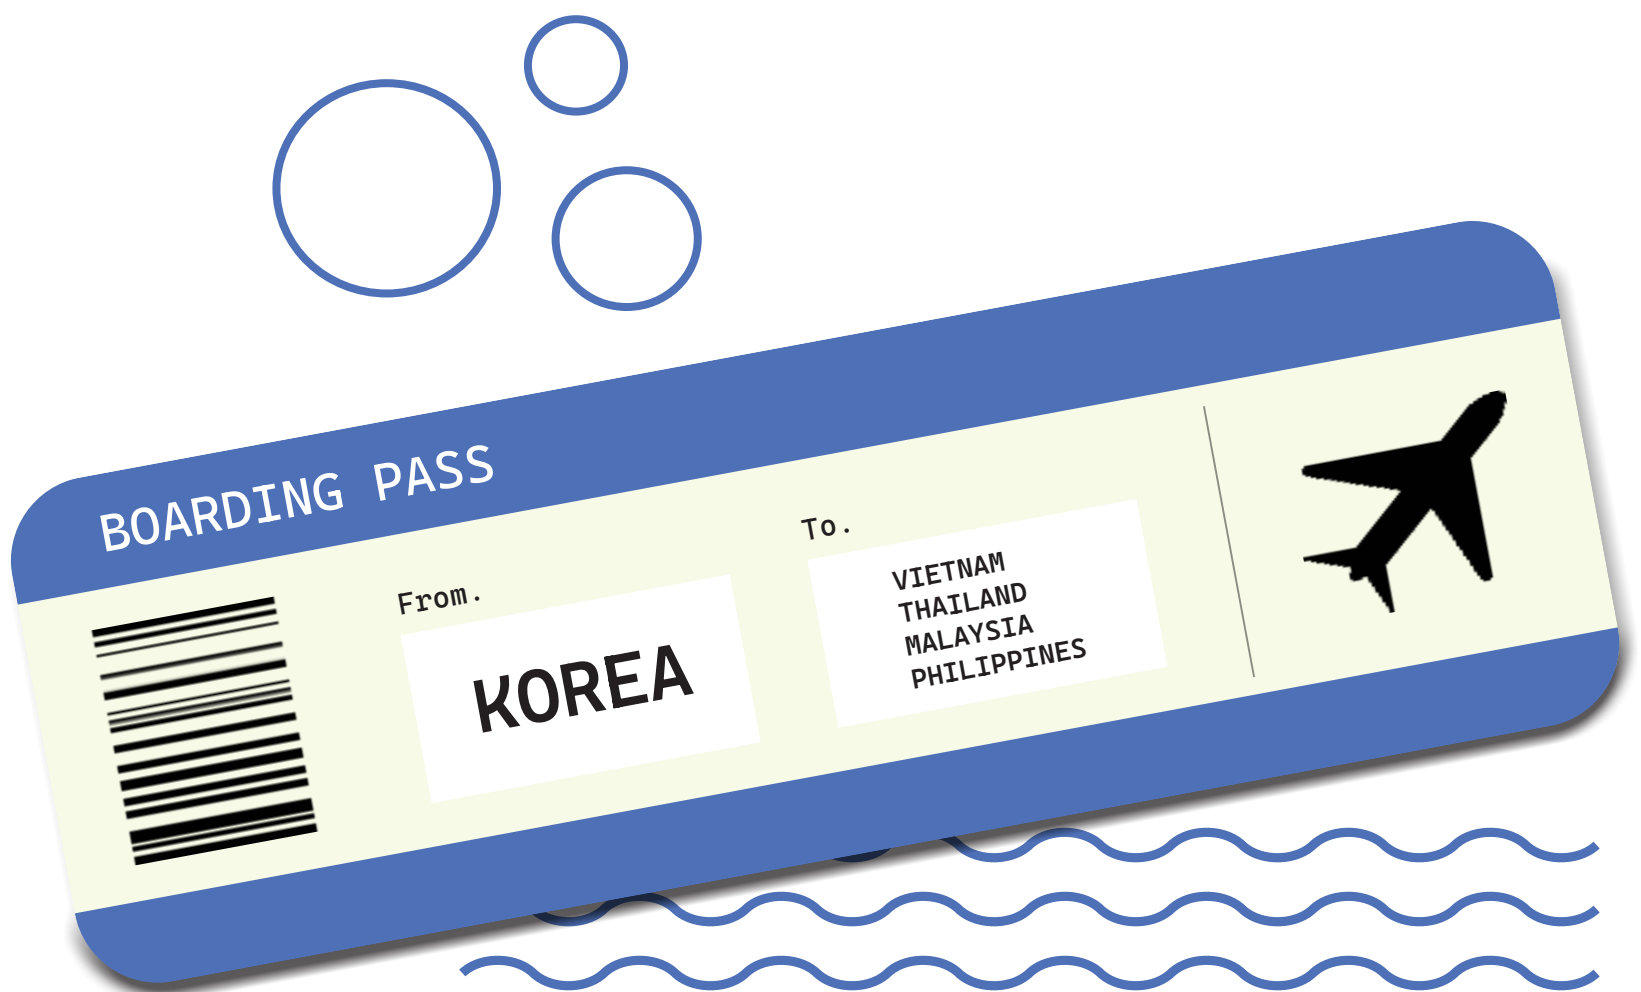 BOARDING PASS
From.
KOREA
To.
VIETNAM
THAILAND
MALAYSIA
PHILIPPINES